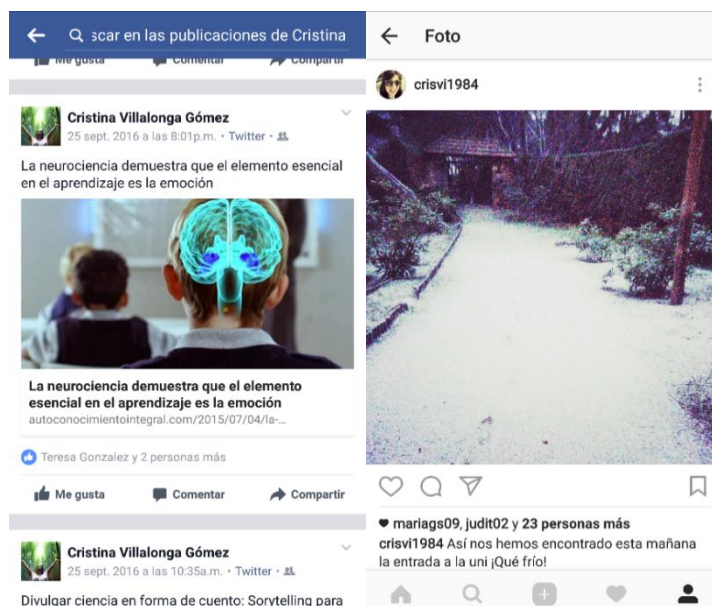 scar en las publicaciones de Cristina
Me gusta Comentar Compartir
Cristina Villalonga Gómez
25 sept. 2016 a las 8:01p.m. • Twitter •
La neurociencia demuestra que el elemento esencial
en el aprendizaje es la emoción
La neurociencia demuestra que el elemento
esencial en el aprendizaje es la emoción
autoconocimientointegral.com/2015/07/04/la-...
Teresa Gonzalez y 2 personas más
Me gusta Comentar Compartir
Cristina Villalonga Gómez
25 sept. 2016 a las 10:35a.m. • Twitter •
Divulgar ciencia en forma de cuento: Sorytelling para
Foto
crisvi1984
mariags09, judit02 y 23 personas más
crisvi1984 Así nos hemos encontrado esta mañana
la entrada a la uni ¡Qué frío!